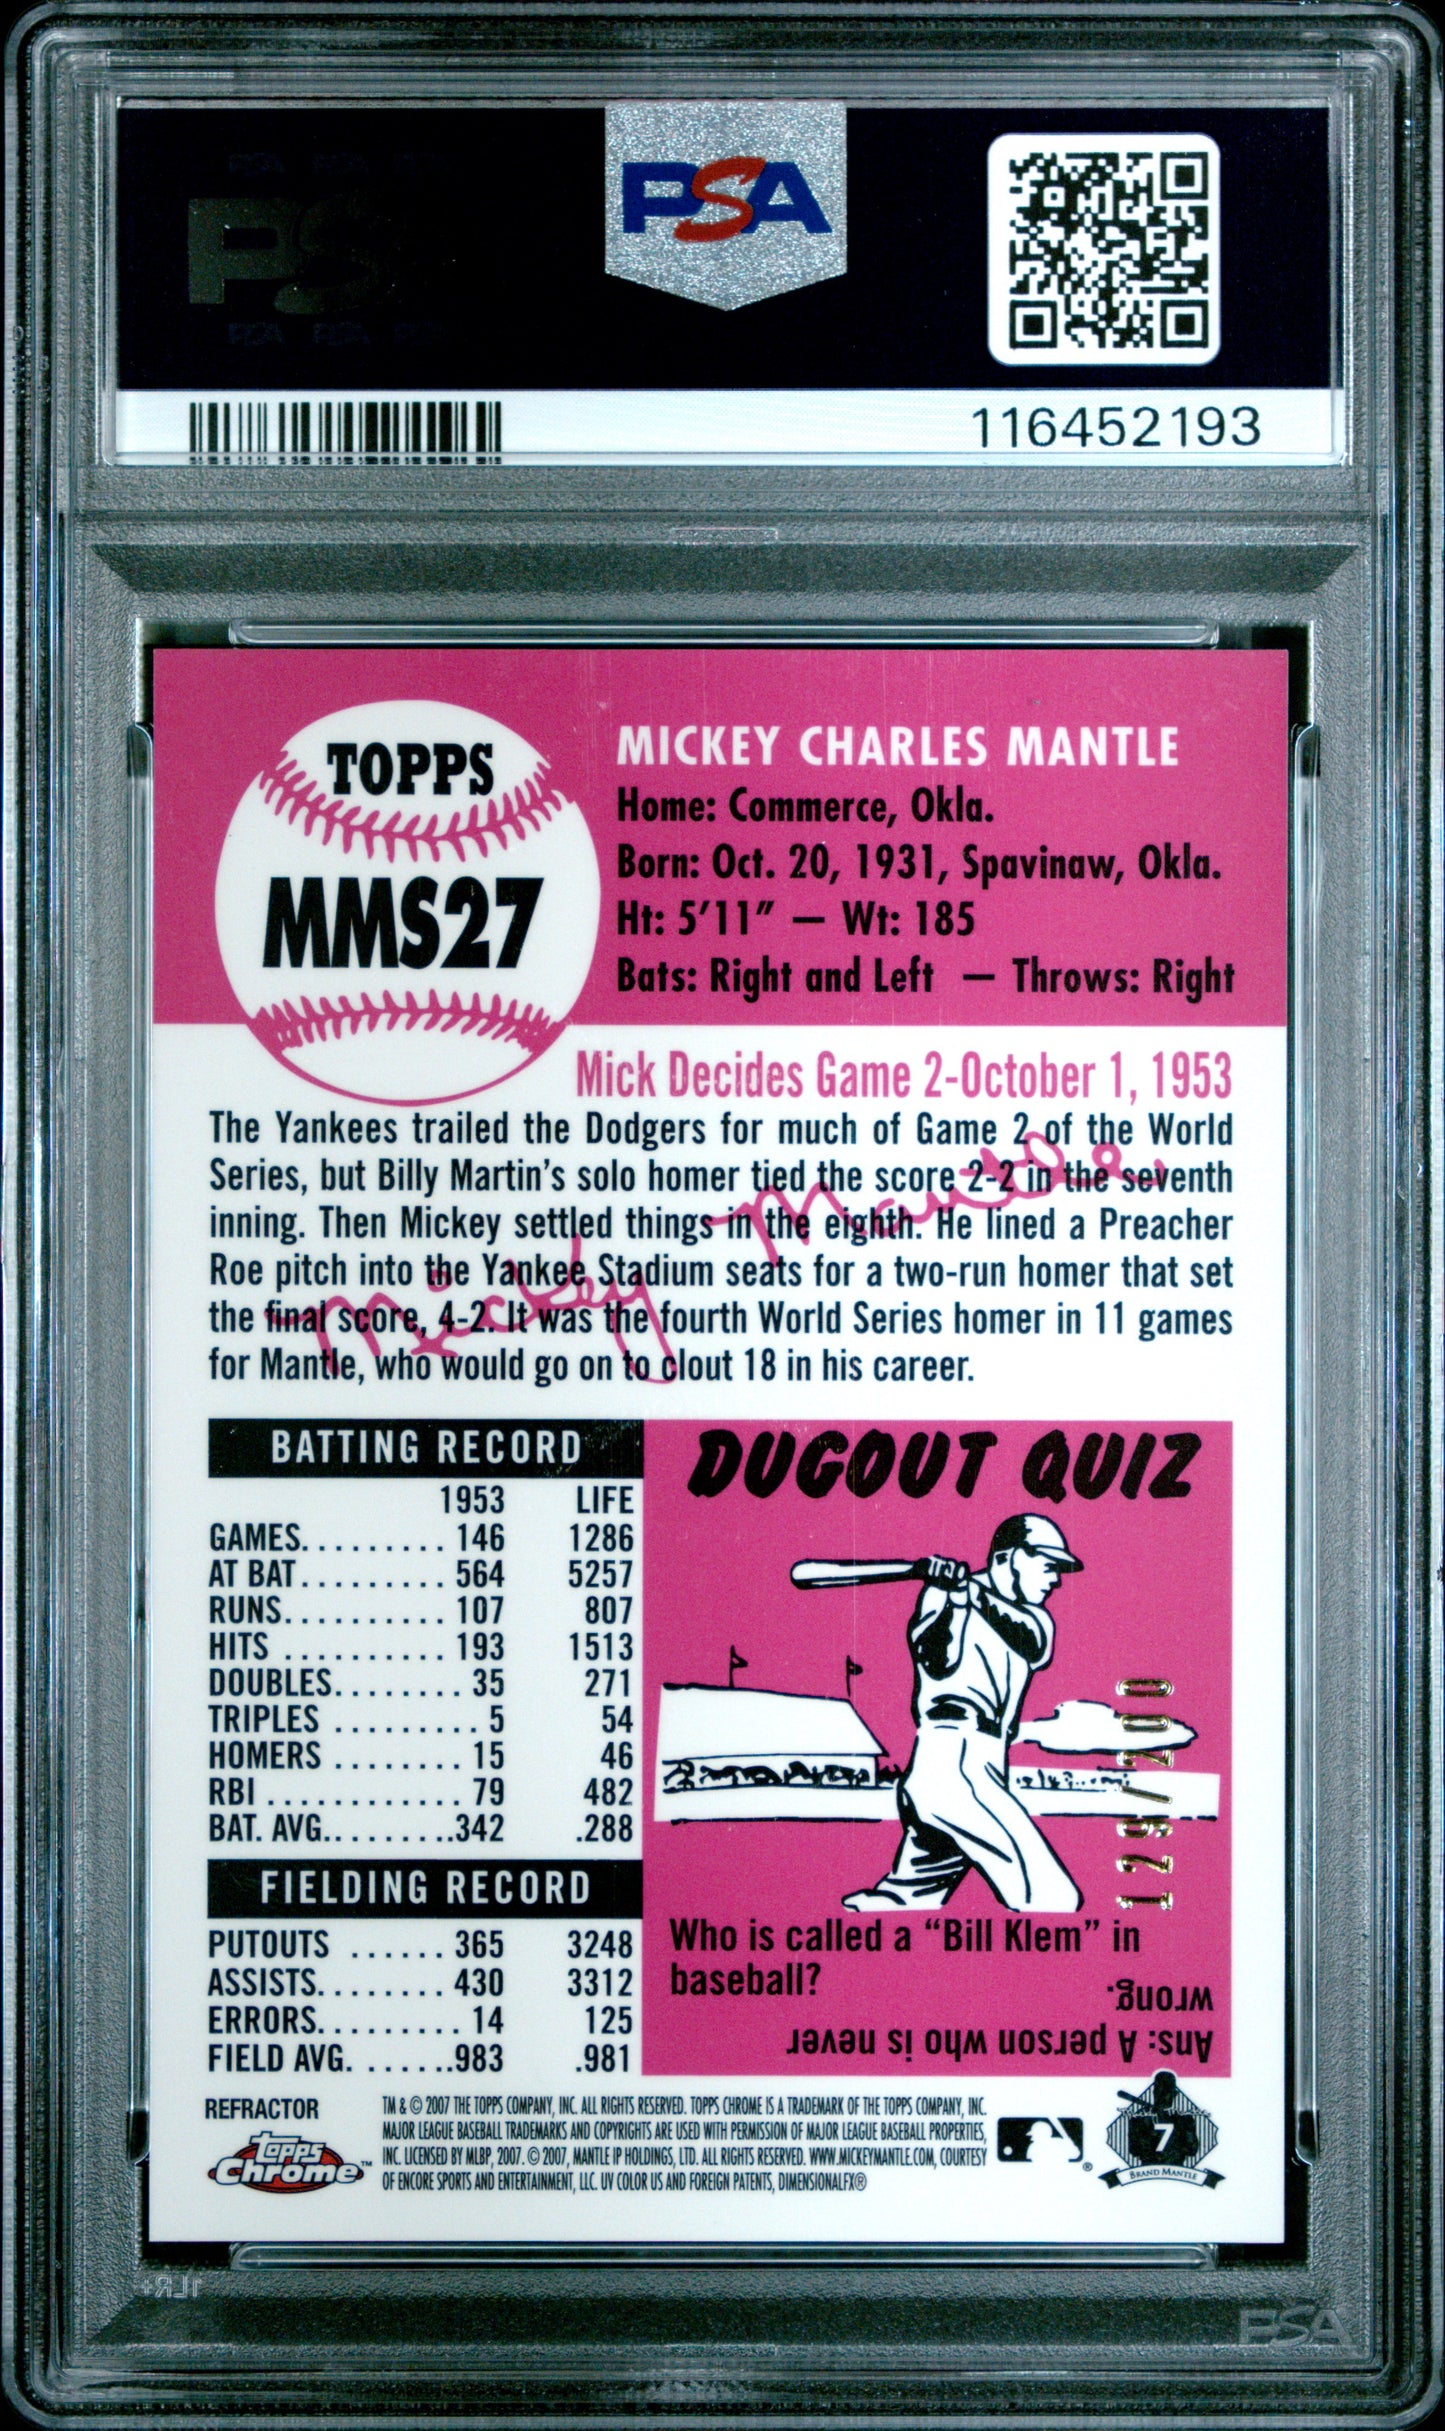 PSA
116452193
TOPPS
MMS27
MICKEY CHARLES MANTLE
Home: Commerce, Okla.
Born: Oct. 20, 1931, Spavinaw, Okla.
Ht: 5’11” — Wt: 185
Bats: Right and Left — Throws: Right
Mick Decides Game 2-October 1, 1953
The Yankees trailed the Dodgers for much of Game 2 of the World
Series, but Billy Martin’s solo homer tied the score 2-2 in the seventh
inning. Then Mickey settled things in the eighth. He lined a Preacher
Roe pitch into the Yankee Stadium seats for a two-run homer that set
the final score, 4-2. It was the fourth World Series homer in 11 games
for Mantle, who would go on to clout 18 in his career.
Mickey Mantle
BATTING RECORD
1953 LIFE
GAMES......... 146 1286
AT BAT......... 564 5257
RUNS.......... 107 807
HITS .......... 193 1513
DOUBLES........ 35 271
TRIPLES ......... 5 54
HOMERS ....... 15 46
RBI ............ 79 482
BAT. AVG.........342 .288
FIELDING RECORD
PUTOUTS ...... 365 3248
ASSISTS........ 430 3312
ERRORS......... 14 125
FIELD AVG. ......983 .981
DUGOUT QUIZ
129/200
Who is called a “Bill Klem” in
baseball?
Ans: A person who is never
wrong.
REFRACTOR
Topps
Chrome™
TM & © 2007 THE TOPPS COMPANY, INC. ALL RIGHTS RESERVED. TOPPS CHROME IS A TRADEMARK OF THE TOPPS COMPANY, INC.
MAJOR LEAGUE BASEBALL TRADEMARKS AND COPYRIGHTS ARE USED WITH PERMISSION OF MAJOR LEAGUE BASEBALL PROPERTIES,
INC. LICENSED BY MLBP, 2007. © 2007, MANTLE IP HOLDINGS, LTD. ALL RIGHTS RESERVED. WWW.MICKEYMANTLE.COM, COURTESY
OF ENCORE SPORTS AND ENTERTAINMENT, LLC. UV COLOR US AND FOREIGN PATENTS, DIMENSIONALFX®
7
BRAND MANTLE
1LR+
PSA